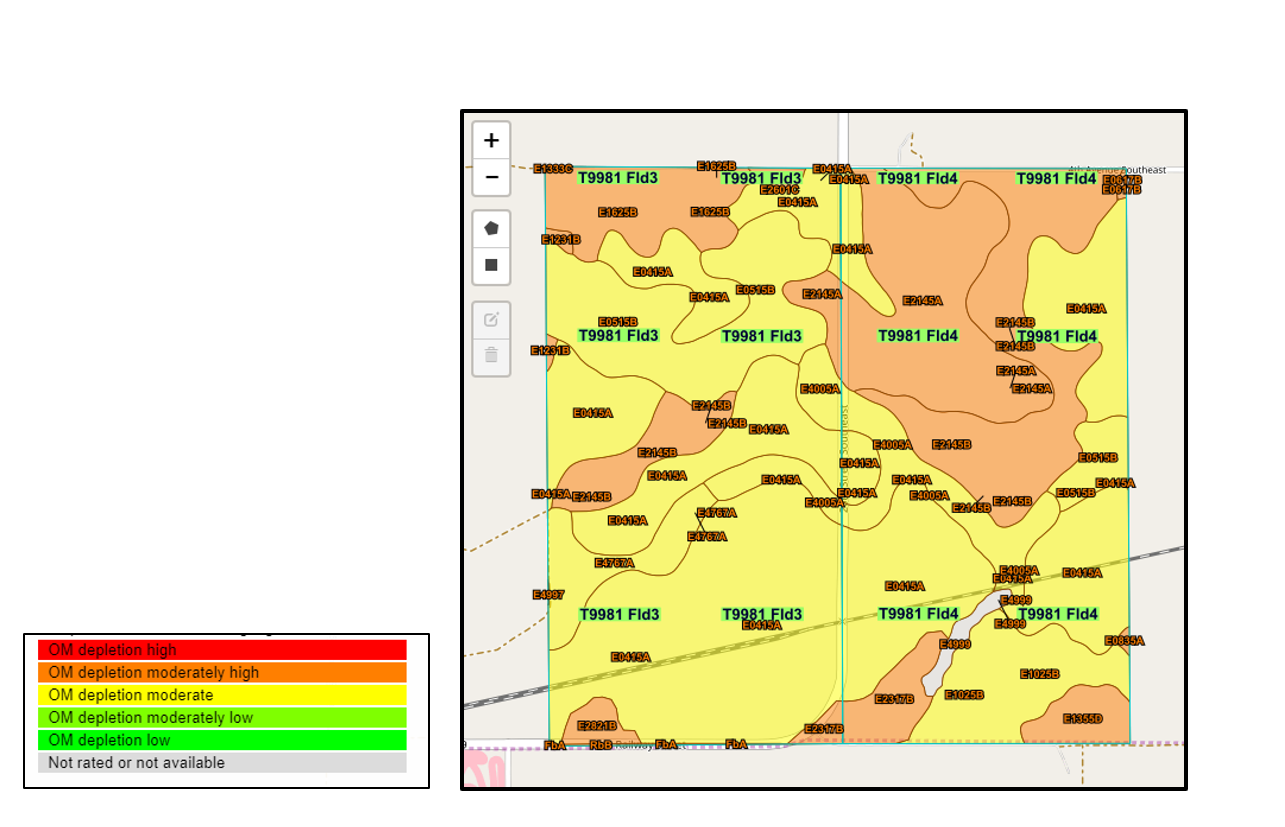 +
−
E1333C
E1625B
E0415A
4th Avenue Southeast
T9981 Fld3
T9981 Fld3
E0415A
T9981 Fld4
T9981 Fld4
E0617B
E2601C
E0617B
E0415A
E1625B
E1625B
E1231B
E0415A
E0415A
E0415A
E0515B
E2145A
E0415A
E2145A
E0415A
E0515B
E2145B
T9981 Fld3
T9981 Fld3
T9981 Fld4
T9981 Fld4
E1231B
E2145B
E2145A
E4005A
E2145A
E2145B
E0415A
E2145B
E0415A
E4005A
E2145B
E2145B
E0415A
E0515B
E0415A
E0415A
E0415A
E0415A
E0415A
E2145B
E0415A
E4005A
E0515B
E4005A
E2145B
E2145B
E4767A
E0415A
E4767A
E4767A
E4005A
E0415A
E0415A
E0415A
E4997
E4999
T9981 Fld3
T9981 Fld3
T9981 Fld4
T9981 Fld4
E0415A
E4999
E0835A
E4999
E0415A
E1025B
E1025B
E2317B
E2821B
E2317B
E1355D
FbA
RbB
Railway
FbA
FbA
OM depletion high
OM depletion moderately high
OM depletion moderate
OM depletion moderately low
OM depletion low
Not rated or not available